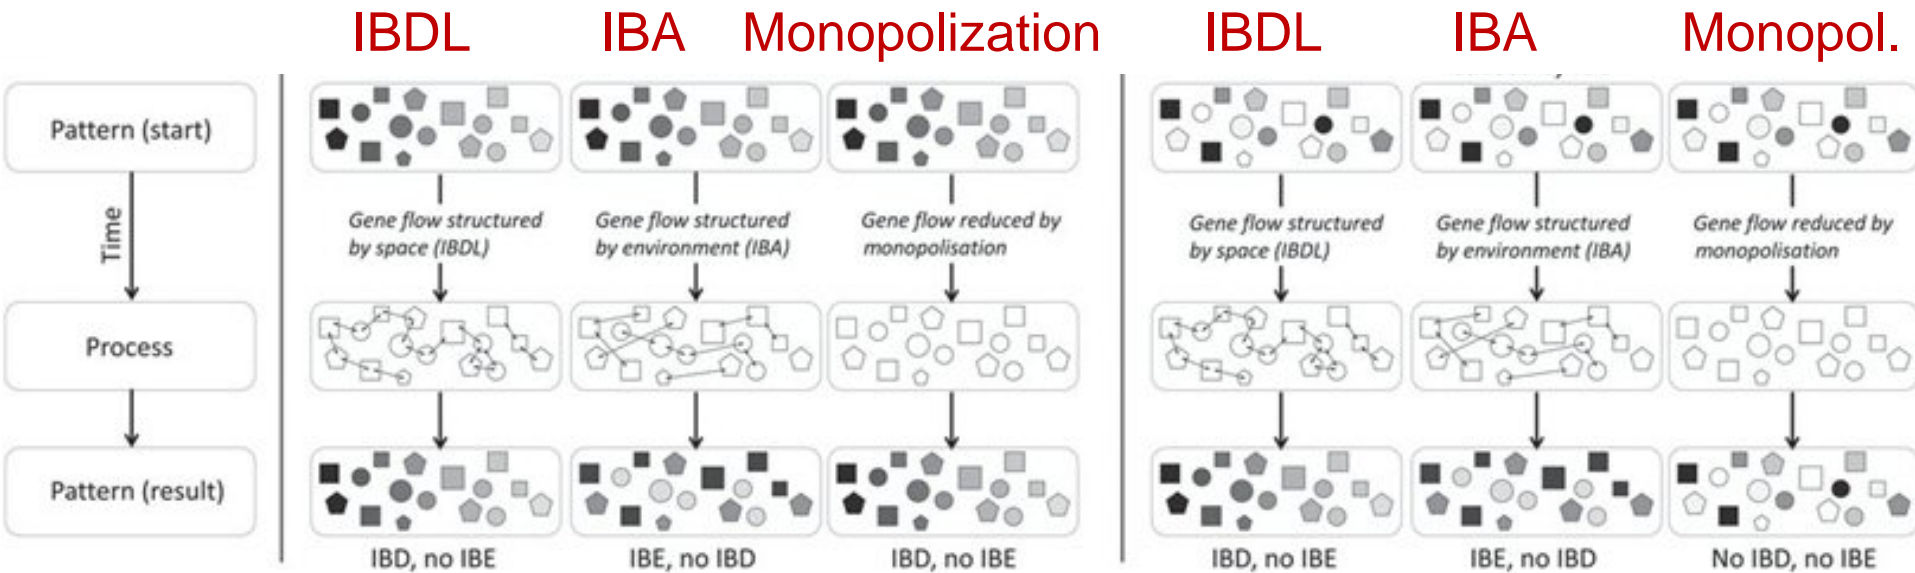 IBDL IBA Monopolization IBDL IBA Monopol.
Pattern (start)
Time
Gene flow structured
by space (IBDL)
Gene flow structured
by environment (IBA)
Gene flow reduced by
monopolisation
Gene flow structured
by space (IBDL)
Gene flow structured
by environment (IBA)
Gene flow reduced by
monopolisation
Process
Pattern (result)
IBD, no IBE
IBE, no IBD
IBD, no IBE
IBD, no IBE
IBE, no IBD
No IBD, no IBE